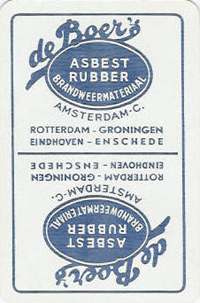 de Boer's
ASBEST
RUBBER
BRANDWEERMATERIAAL
AMSTERDAM-C.
ROTTERDAM - GRONINGEN
EINDHOVEN - ENSCHEDE
EINDHOVEN - ENSCHEDE
ROTTERDAM - GRONINGEN
AMSTERDAM-C.
BRANDWEERMATERIAAL
RUBBER
ASBEST
de Boer's